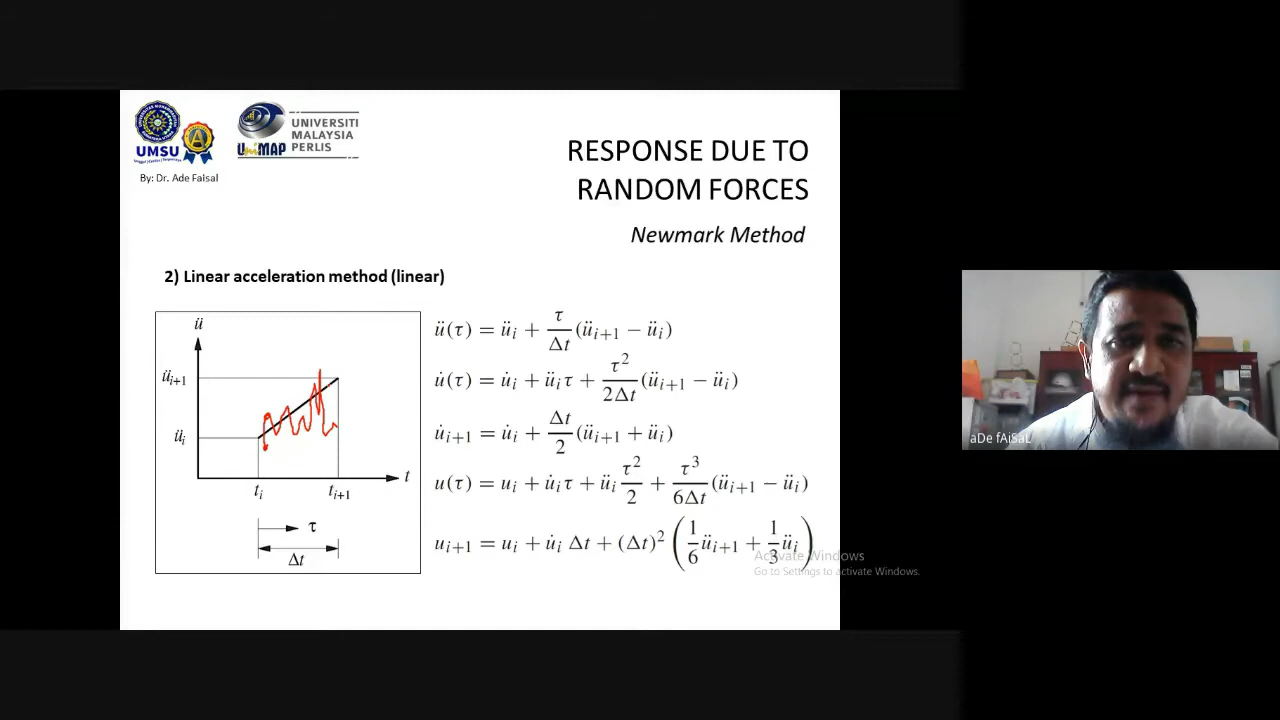 UMSU
UniMAP
UNIVERSITI
MALAYSIA
PERLIS
By: Dr. Ade Faisal
RESPONSE DUE TO
RANDOM FORCES
Newmark Method
2) Linear acceleration method (linear)
ü
ü_{i+1}
ü_i
t
t_i
t_{i+1}
τ
Δt
ü(τ) = ü_i + τ/Δt (ü_{i+1} − ü_i)
u̇(τ) = u̇_i + ü_i τ + τ²/2Δt (ü_{i+1} − ü_i)
u̇_{i+1} = u̇_i + Δt/2 (ü_{i+1} + ü_i)
u(τ) = u_i + u̇_i τ + ü_i τ²/2 + τ³/6Δt (ü_{i+1} − ü_i)
u_{i+1} = u_i + u̇_i Δt + (Δt)² (1/6 ü_{i+1} + 1/3 ü_i)
Activate Windows
Go to Settings to activate Windows.
aDe fAiSaL